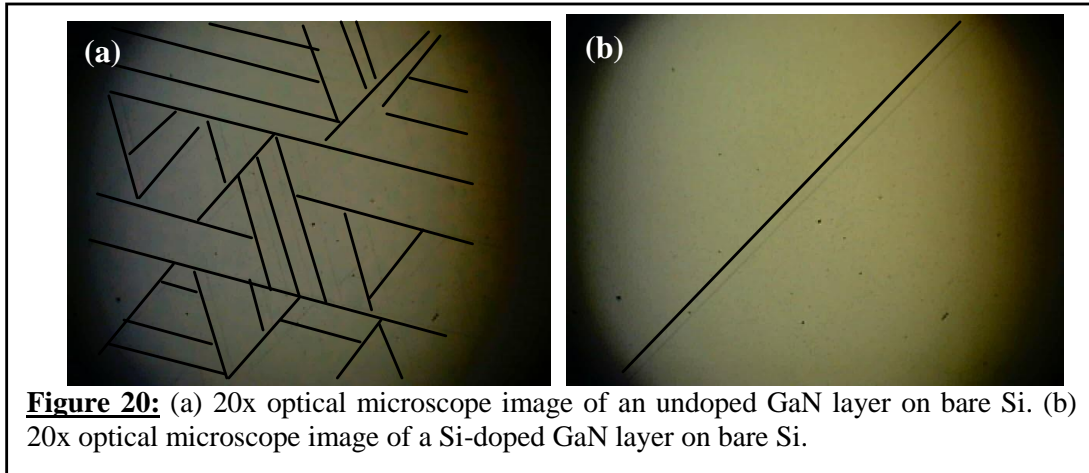 (a)
(b)
Figure 20: (a) 20x optical microscope image of an undoped GaN layer on bare Si. (b)
20x optical microscope image of a Si-doped GaN layer on bare Si.